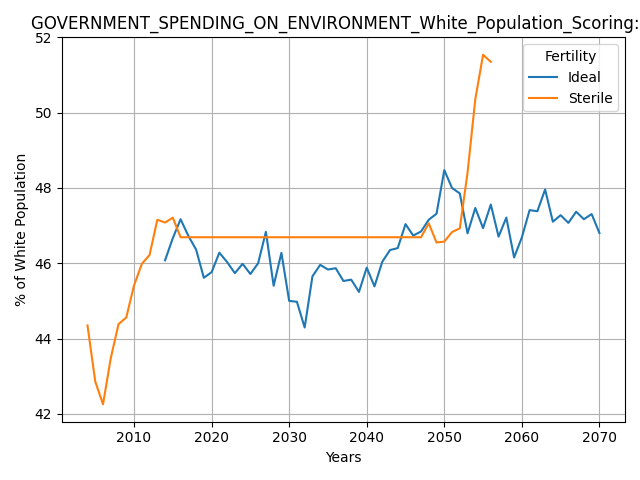 GOVERNMENT_SPENDING_ON_ENVIRONMENT_White_Population_Scoring:
52
50
48
46
44
42
% of White Population
Fertility
Ideal
Sterile
2010 2020 2030 2040 2050 2060 2070
Years